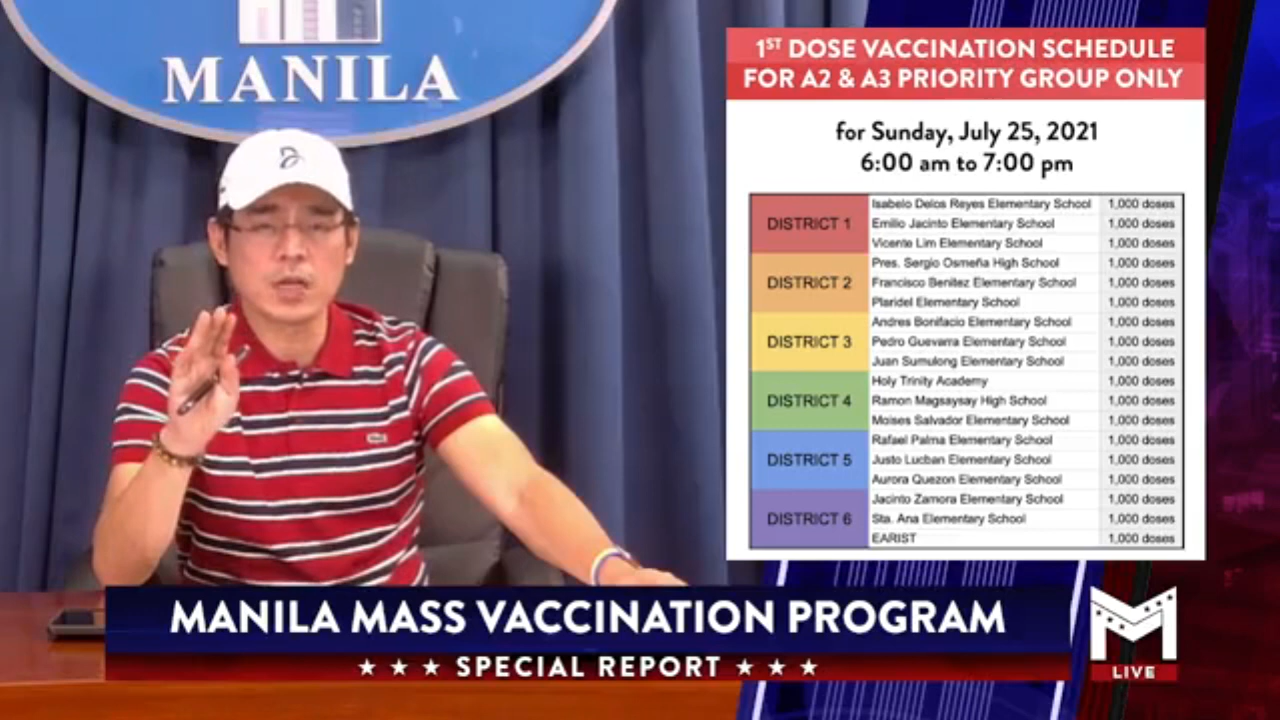 MANILA
1ST DOSE VACCINATION SCHEDULE
FOR A2 & A3 PRIORITY GROUP ONLY
for Sunday, July 25, 2021
6:00 am to 7:00 pm
DISTRICT 1
Isabelo Delos Reyes Elementary School 1,000 doses
Emilio Jacinto Elementary School 1,000 doses
Vicente Lim Elementary School 1,000 doses
DISTRICT 2
Pres. Sergio Osmeña High School 1,000 doses
Francisco Benitez Elementary School 1,000 doses
Plaridel Elementary School 1,000 doses
DISTRICT 3
Andres Bonifacio Elementary School 1,000 doses
Pedro Guevarra Elementary School 1,000 doses
Juan Sumulong Elementary School 1,000 doses
DISTRICT 4
Holy Trinity Academy 1,000 doses
Ramon Magsaysay High School 1,000 doses
Moises Salvador Elementary School 1,000 doses
DISTRICT 5
Rafael Palma Elementary School 1,000 doses
Justo Lucban Elementary School 1,000 doses
Aurora Quezon Elementary School 1,000 doses
DISTRICT 6
Jacinto Zamora Elementary School 1,000 doses
Sta. Ana Elementary School 1,000 doses
EARIST 1,000 doses
MANILA MASS VACCINATION PROGRAM
★ ★ ★ SPECIAL REPORT ★ ★ ★
M
LIVE